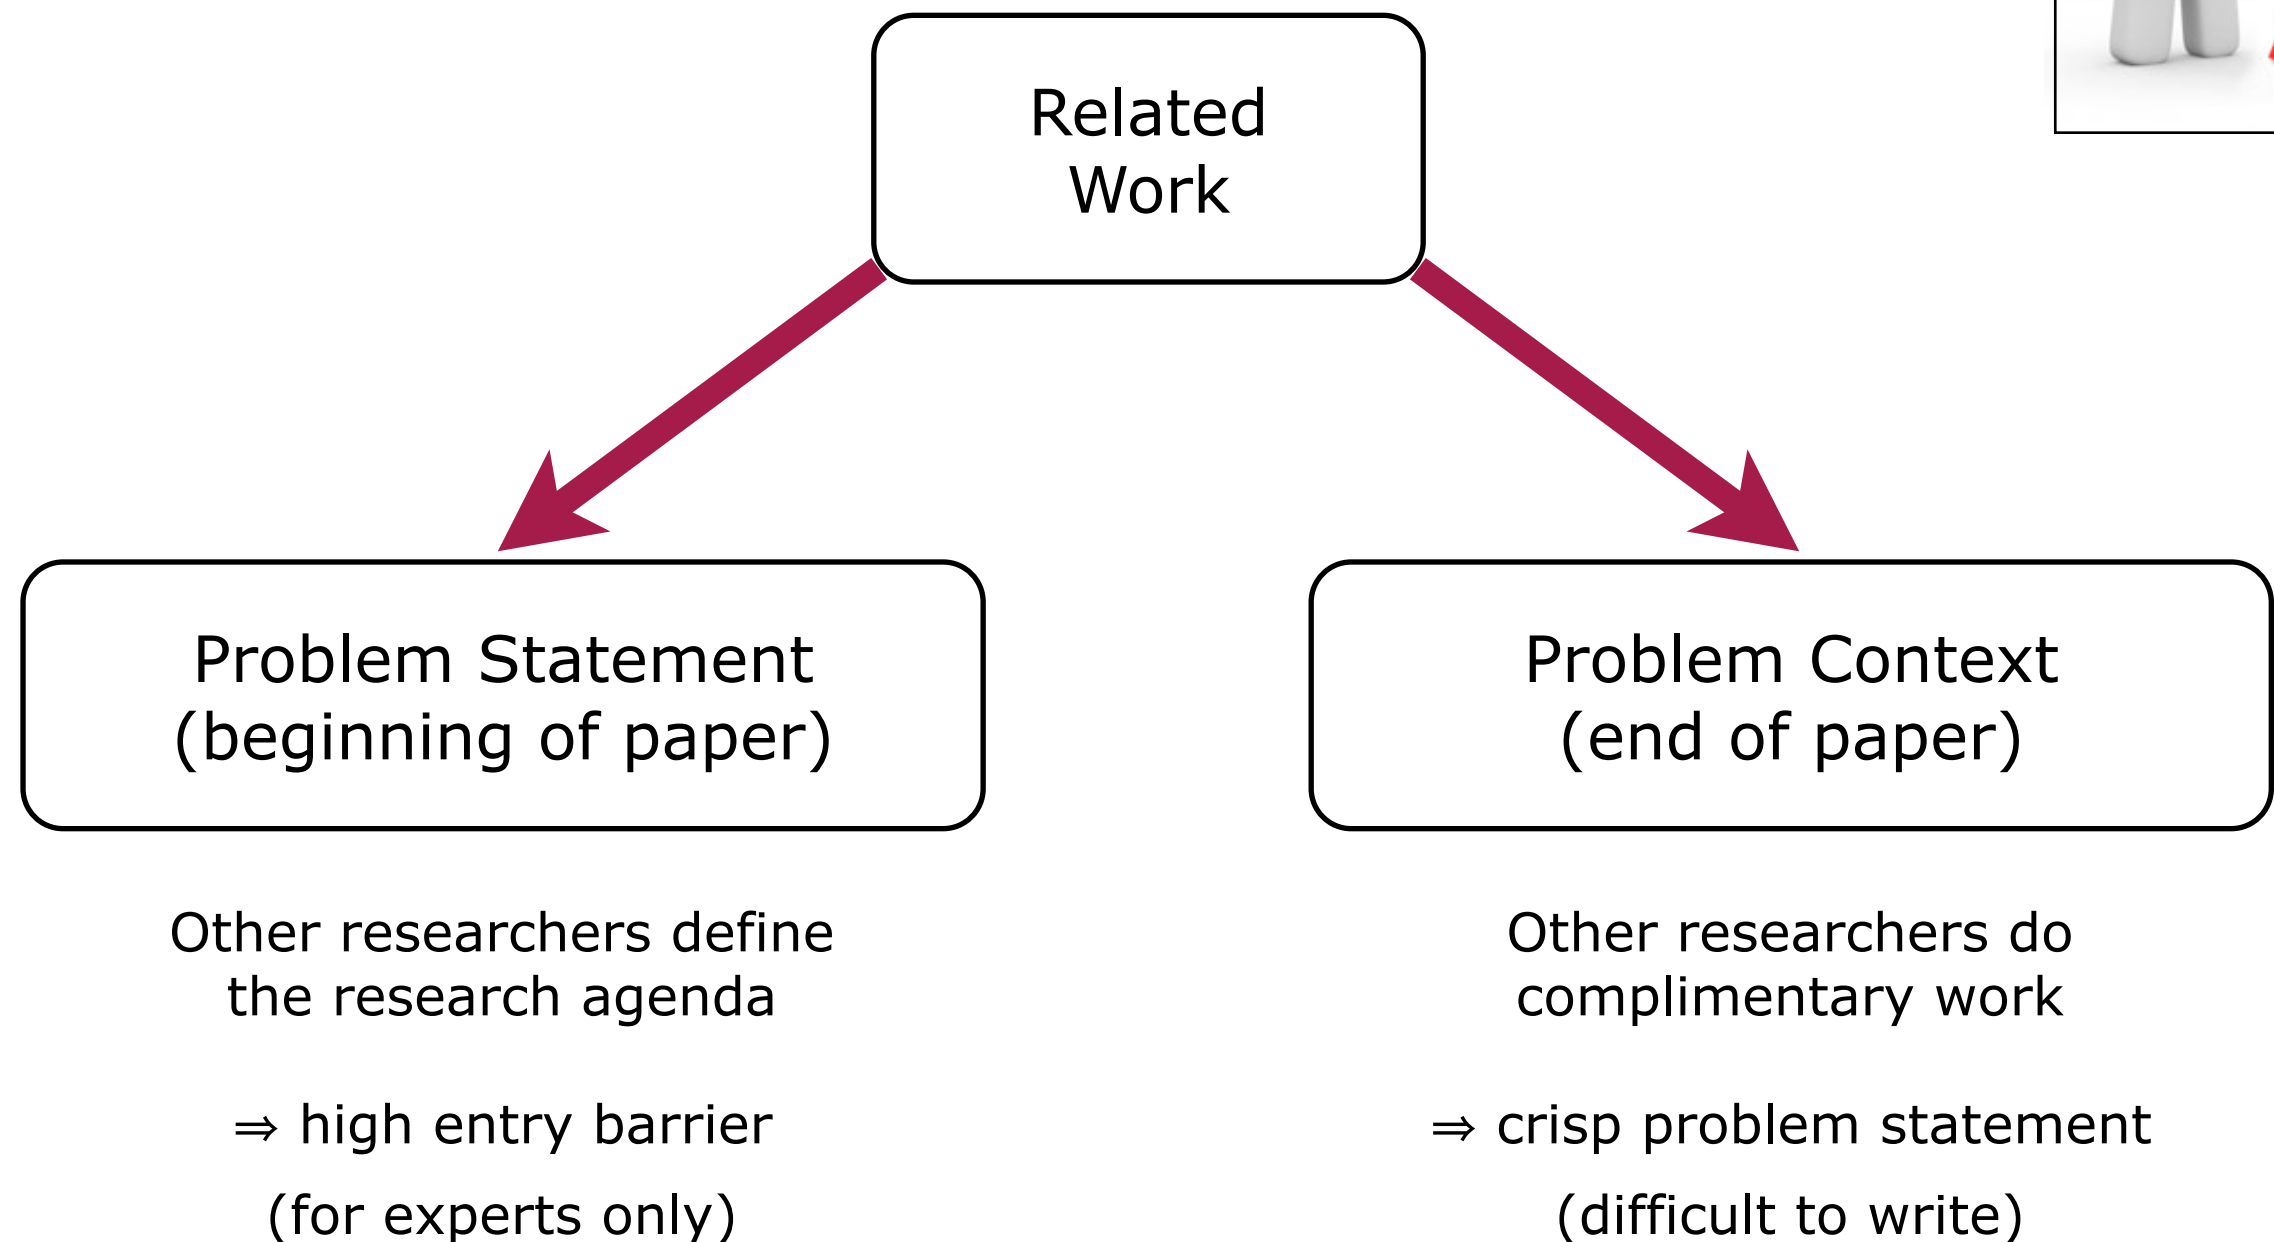 Related
Work
Problem Statement
(beginning of paper)
Other researchers define
the research agenda
⇒ high entry barrier
(for experts only)
Problem Context
(end of paper)
Other researchers do
complimentary work
⇒ crisp problem statement
(difficult to write)